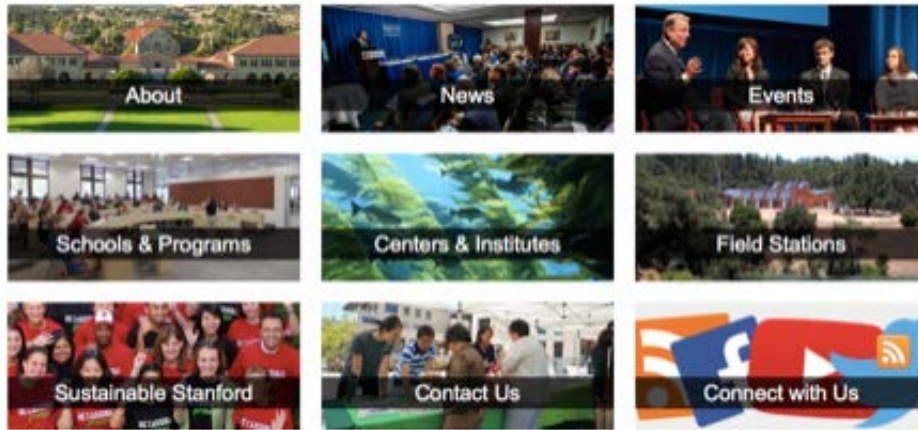 About
News
Events
Schools & Programs
Centers & Institutes
Field Stations
Sustainable Stanford
Contact Us
Connect with Us